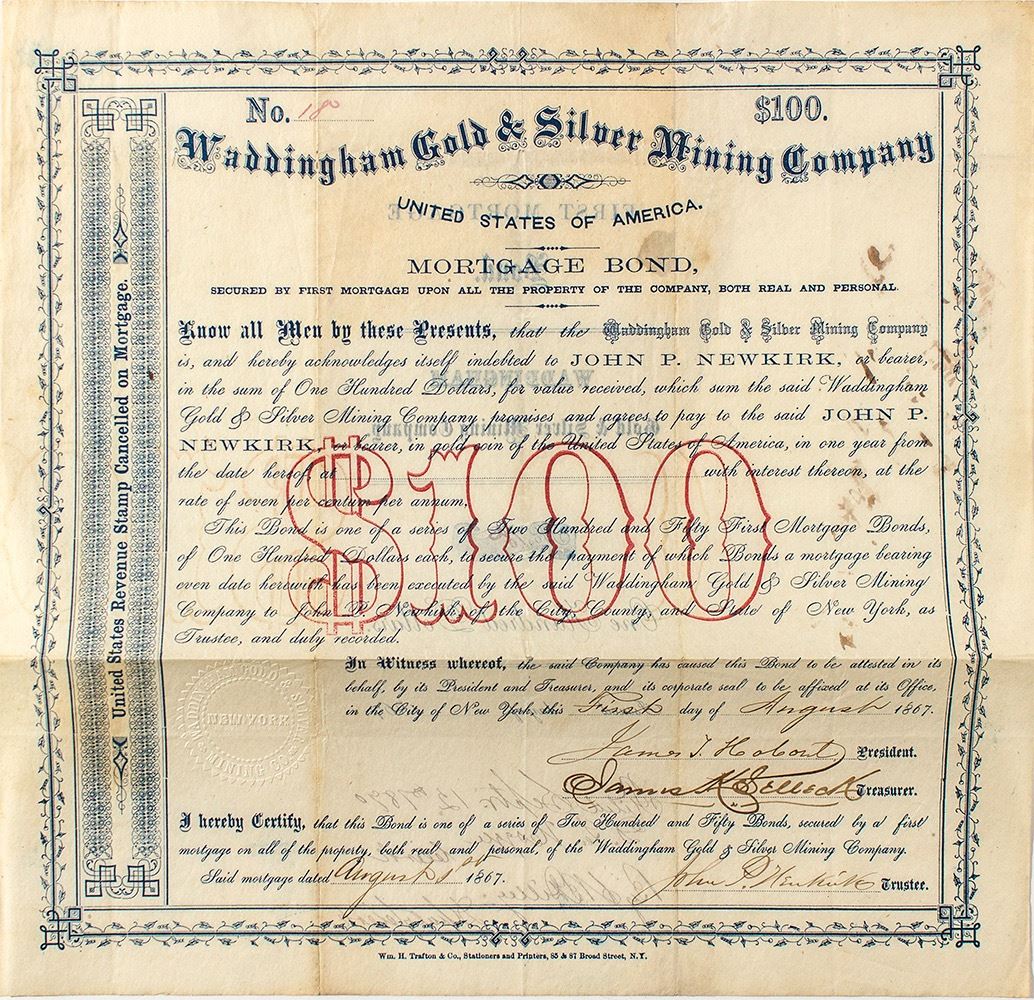 No. 18
$100.
Waddingham Gold & Silver Mining Company
UNITED STATES OF AMERICA.
MORTGAGE BOND,
SECURED BY FIRST MORTGAGE UPON ALL THE PROPERTY OF THE COMPANY, BOTH REAL AND PERSONAL.
Know all Men by these Presents, that the Waddingham Gold & Silver Mining Company
is, and hereby acknowledges itself indebted to JOHN P. NEWKIRK, or bearer,
in the sum of One Hundred Dollars, for value received, which sum the said Waddingham
Gold & Silver Mining Company promises and agrees to pay to the said JOHN P.
NEWKIRK, or bearer, in gold coin of the United States of America, in one year from
the date hereof, at with interest thereon, at the
rate of seven per centum per annum.
$100
This Bond is one of a series of Two Hundred and Fifty First Mortgage Bonds,
of One Hundred Dollars each, to secure the payment of which Bonds a mortgage bearing
even date herewith has been executed by the said Waddingham Gold & Silver Mining
Company to John P. Newkirk, of the City, County and State of New York, as
Trustee, and duly recorded.
In Witness whereof, the said Company has caused this Bond to be attested in its
behalf, by its President and Treasurer, and its corporate seal to be affixed at its Office,
in the City of New York, this First day of August 1867.
James T. Hobart President.
James K Selleck Treasurer.
I hereby Certify, that this Bond is one of a series of Two Hundred and Fifty Bonds, secured by a first
mortgage on all of the property, both real and personal, of the Waddingham Gold & Silver Mining Company.
Said mortgage dated August 1st 1867.
John P Newkirk Trustee.
United States Revenue Stamp Cancelled on Mortgage.
NEW YORK
MINING CO.
Wm. H. Trafton & Co., Stationers and Printers, 85 & 87 Broad Street, N.Y.